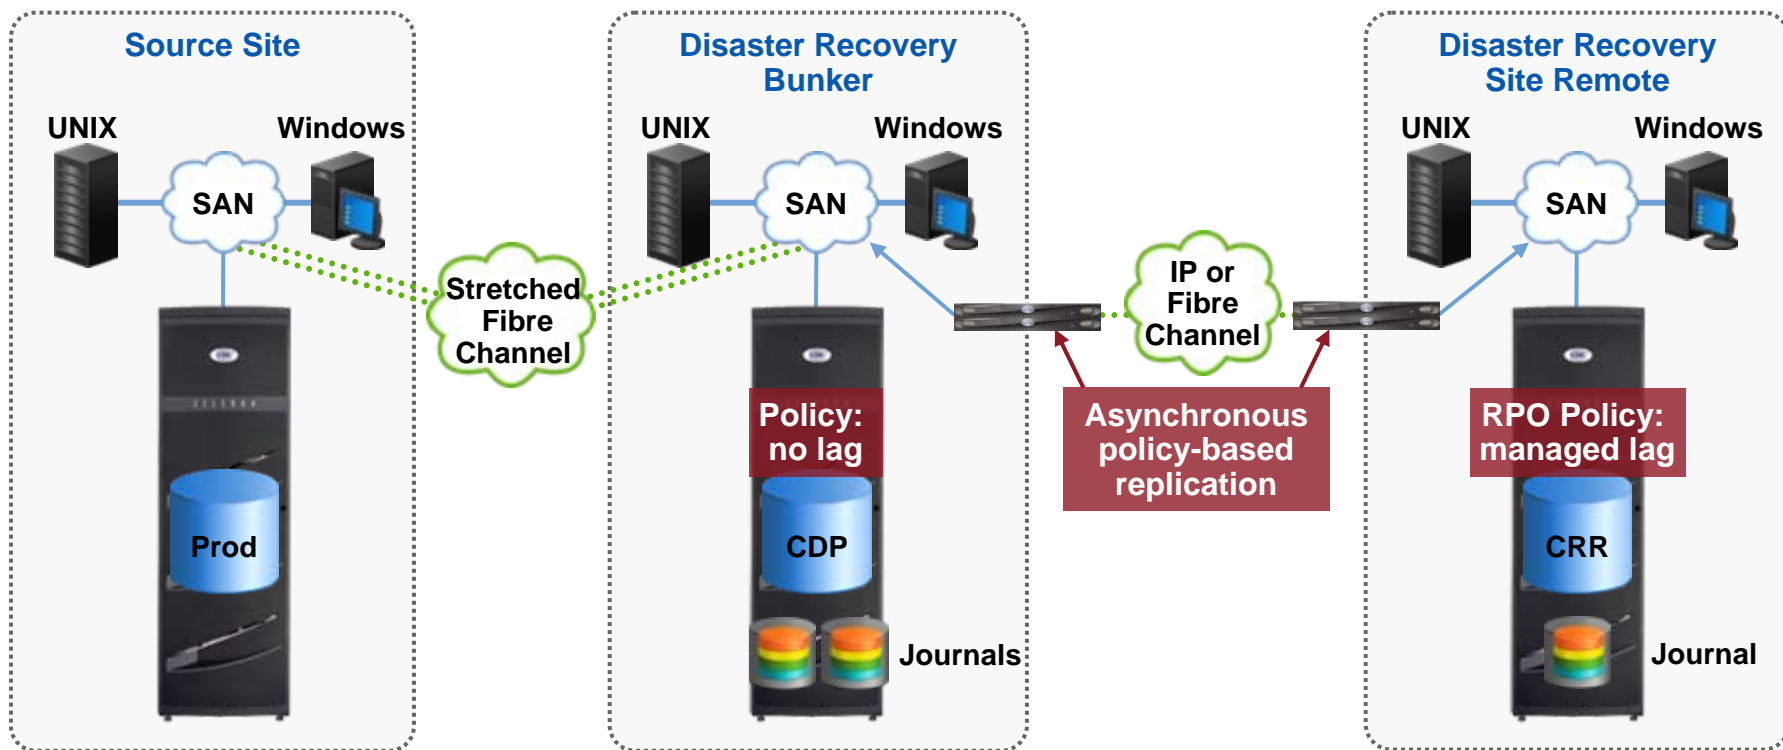 Source Site
UNIX
Windows
SAN
Prod
Stretched
Fibre
Channel
Disaster Recovery
Bunker
UNIX
Windows
SAN
Policy:
no lag
CDP
Journals
IP or
Fibre
Channel
Asynchronous
policy-based
replication
Disaster Recovery
Site Remote
UNIX
Windows
SAN
RPO Policy:
managed lag
CRR
Journal